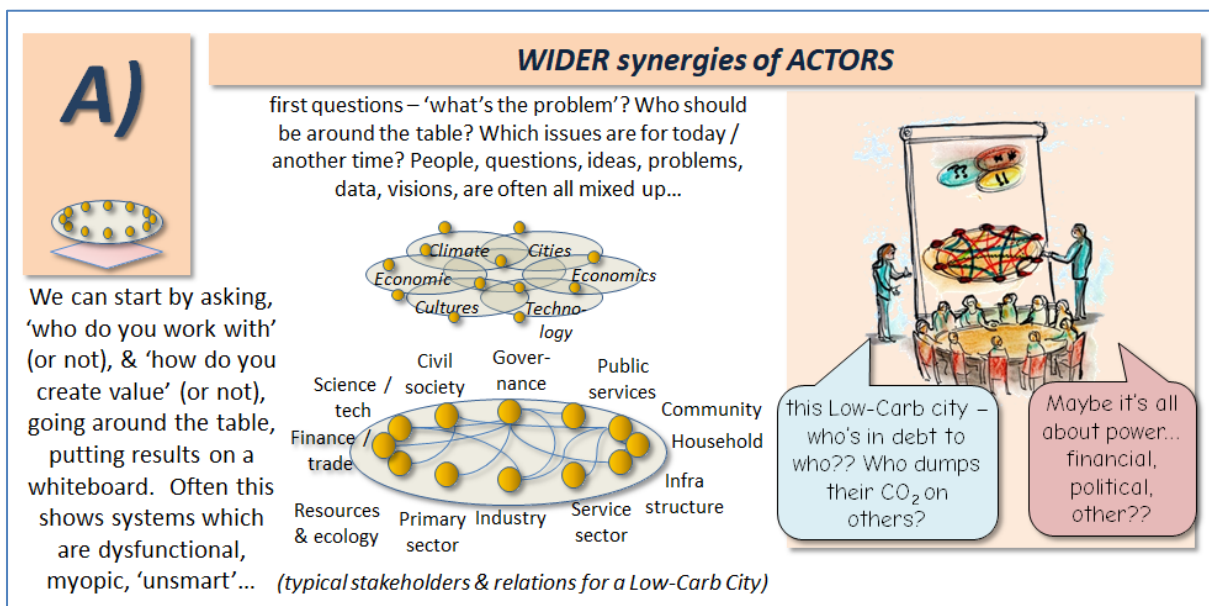 A)
WIDER synergies of ACTORS
We can start by asking,
‘who do you work with’
(or not), & ‘how do you
create value’ (or not),
going around the table,
putting results on a
whiteboard.  Often this
shows systems which
are dysfunctional,
myopic, ‘unsmart’…
first questions – ‘what’s the problem’? Who should
be around the table? Which issues are for today /
another time? People, questions, ideas, problems,
data, visions, are often all mixed up…
Climate
Cities
Economic
Economics
Cultures
Techno-
logy
Science /
tech
Civil
society
Gover-
nance
Public
services
Community
Household
Finance /
trade
Infra
structure
Resources
& ecology
Primary
sector
Industry
Service
sector
(typical stakeholders & relations for a Low-Carb City)
??
!!
this Low-Carb city –
who’s in debt to
who?? Who dumps
their CO₂ on
others?
Maybe it’s all
about power…
financial,
political,
other??